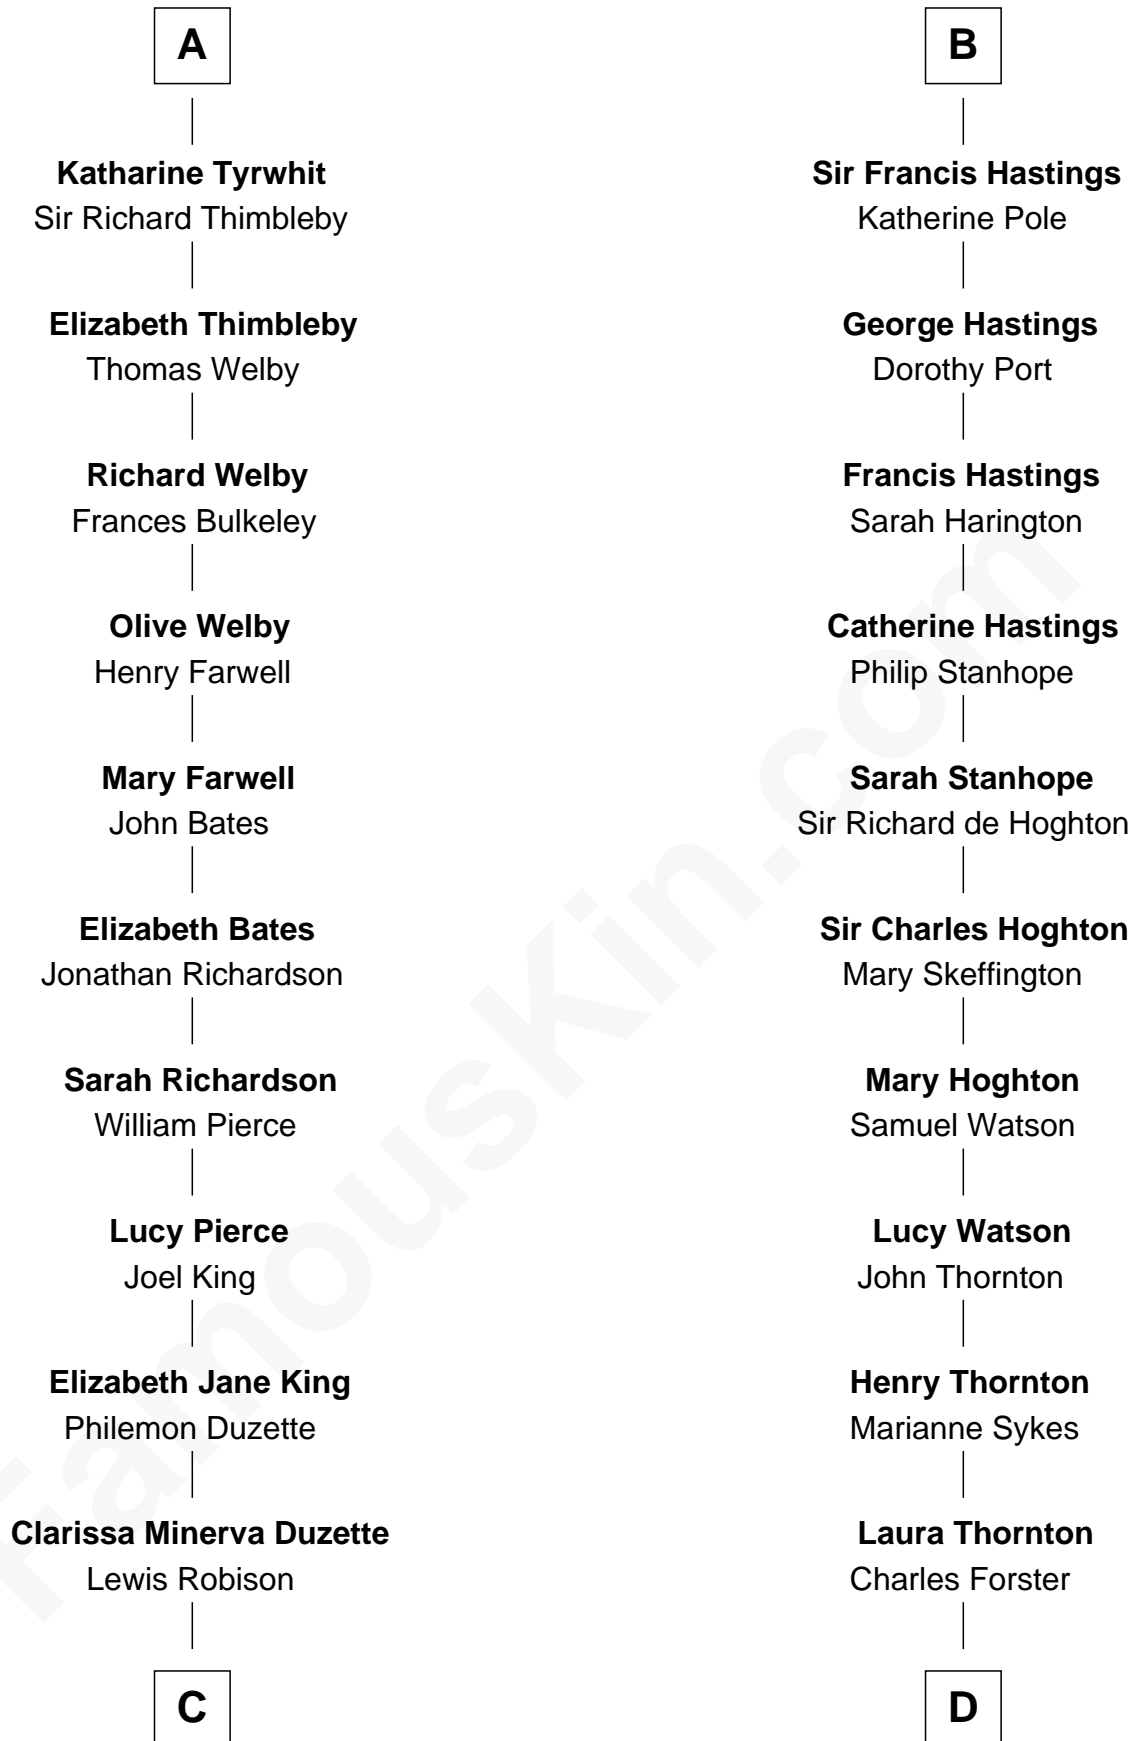 A
Katharine Tyrwhit
Sir Richard Thimbleby
Elizabeth Thimbleby
Thomas Welby
Richard Welby
Frances Bulkeley
Olive Welby
Henry Farwell
Mary Farwell
John Bates
Elizabeth Bates
Jonathan Richardson
Sarah Richardson
William Pierce
Lucy Pierce
Joel King
Elizabeth Jane King
Philemon Duzette
Clarissa Minerva Duzette
Lewis Robison
C
B
Sir Francis Hastings
Katherine Pole
George Hastings
Dorothy Port
Francis Hastings
Sarah Harington
Catherine Hastings
Philip Stanhope
Sarah Stanhope
Sir Richard de Hoghton
Sir Charles Hoghton
Mary Skeffington
Mary Hoghton
Samuel Watson
Lucy Watson
John Thornton
Henry Thornton
Marianne Sykes
Laura Thornton
Charles Forster
D
FamousKin.com